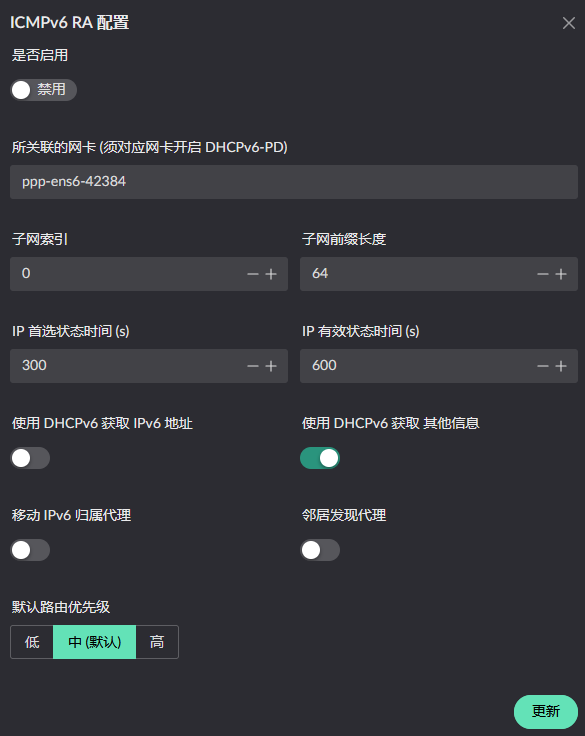 ICMPv6 RA 配置
是否启用
禁用
所关联的网卡 (须对应网卡开启 DHCPv6-PD)
ppp-ens6-42384
子网索引 子网前缀长度
0 64
IP 首选状态时间 (s) IP 有效状态时间 (s)
300 600
使用 DHCPv6 获取 IPv6 地址 使用 DHCPv6 获取 其他信息
移动 IPv6 归属代理 邻居发现代理
默认路由优先级
低 中 (默认) 高
更新